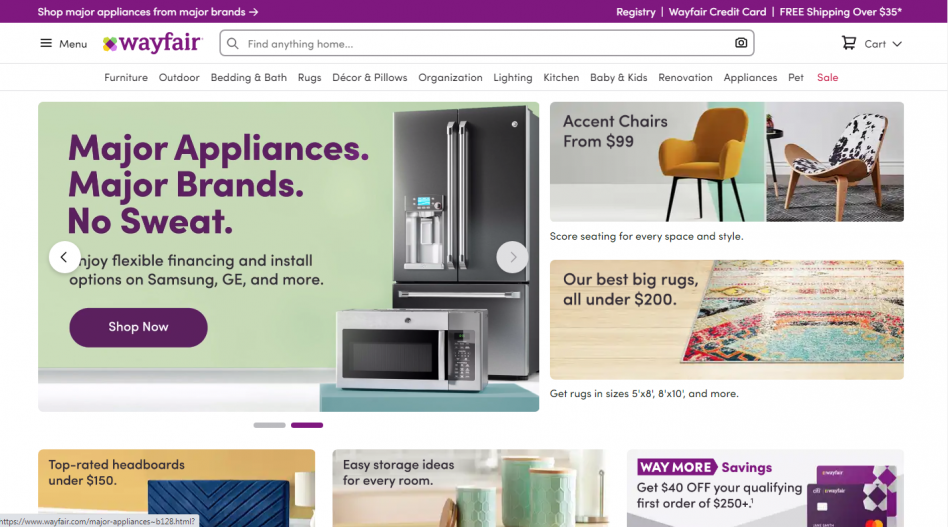 Shop major appliances from major brands →
Registry | Wayfair Credit Card | FREE Shipping Over $35*
Menu
wayfair
Find anything home...
Cart
Furniture Outdoor Bedding & Bath Rugs Décor & Pillows Organization Lighting Kitchen Baby & Kids Renovation Appliances Pet Sale
Major Appliances.
Major Brands.
No Sweat.
njoy flexible financing and install
options on Samsung, GE, and more.
Shop Now
Accent Chairs
From $99
Score seating for every space and style.
Our best big rugs,
all under $200.
Get rugs in sizes 5'x8', 8'x10', and more.
Top-rated headboards
under $150.
Easy storage ideas
for every room.
WAY MORE Savings
Get $40 OFF your qualifying
first order of $250+.¹
wayfair
citi wayfair
https://www.wayfair.com/major-appliances~b128.html?